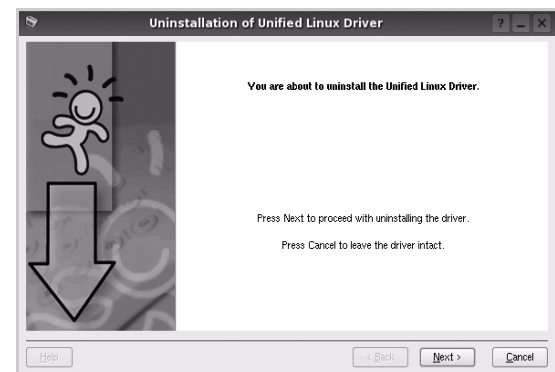 Uninstallation of Unified Linux Driver
You are about to uninstall the Unified Linux Driver.
Press Next to proceed with uninstalling the driver.
Press Cancel to leave the driver intact.
Help
< Back
Next >
Cancel